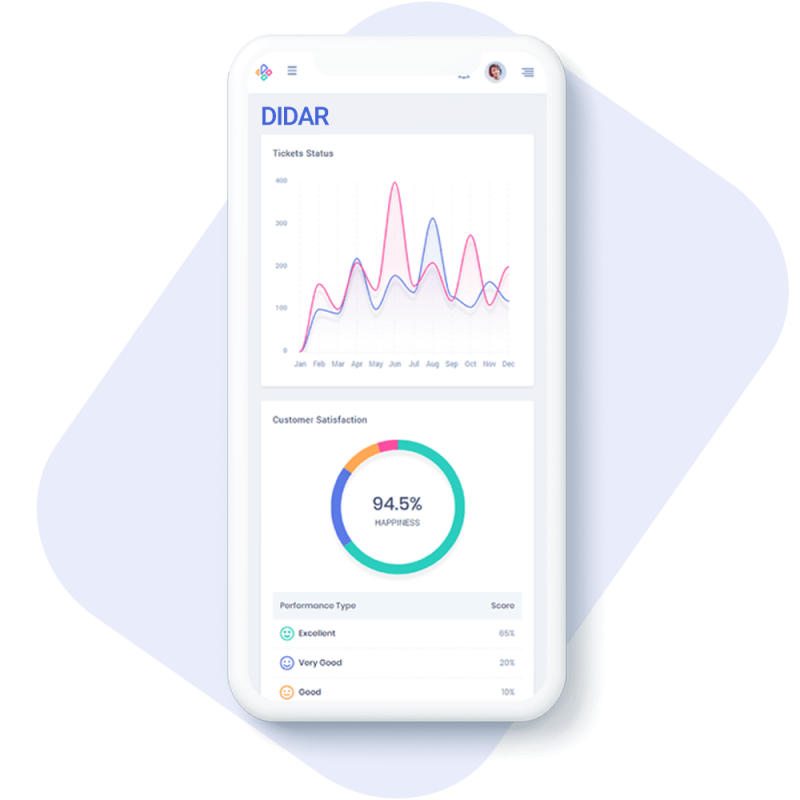 DIDAR
Tickets Status
400
300
200
100
0
Jan Feb Mar Apr May Jun Jul Aug Sep Oct Nov Dec
Customer Satisfaction
94.5%
HAPPINESS
Performance Type Score
Excellent 65%
Very Good 20%
Good 10%